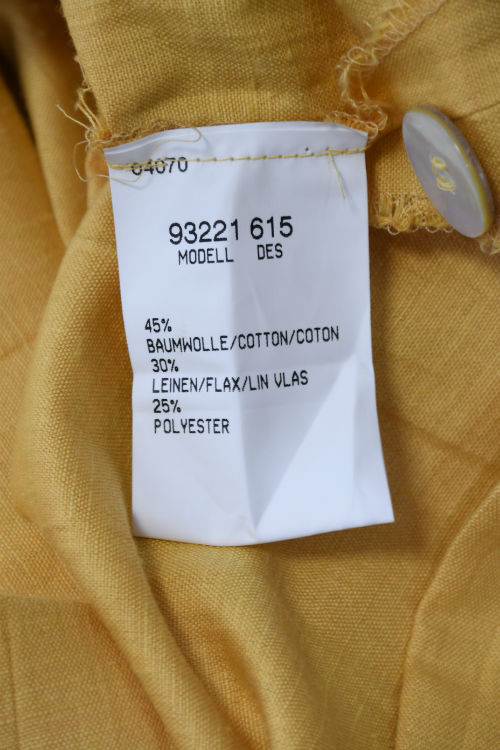 04070
93221 615
MODELL DES
45%
BAUMWOLLE/COTTON/COTON
30%
LEINEN/FLAX/LIN VLAS
25%
POLYESTER